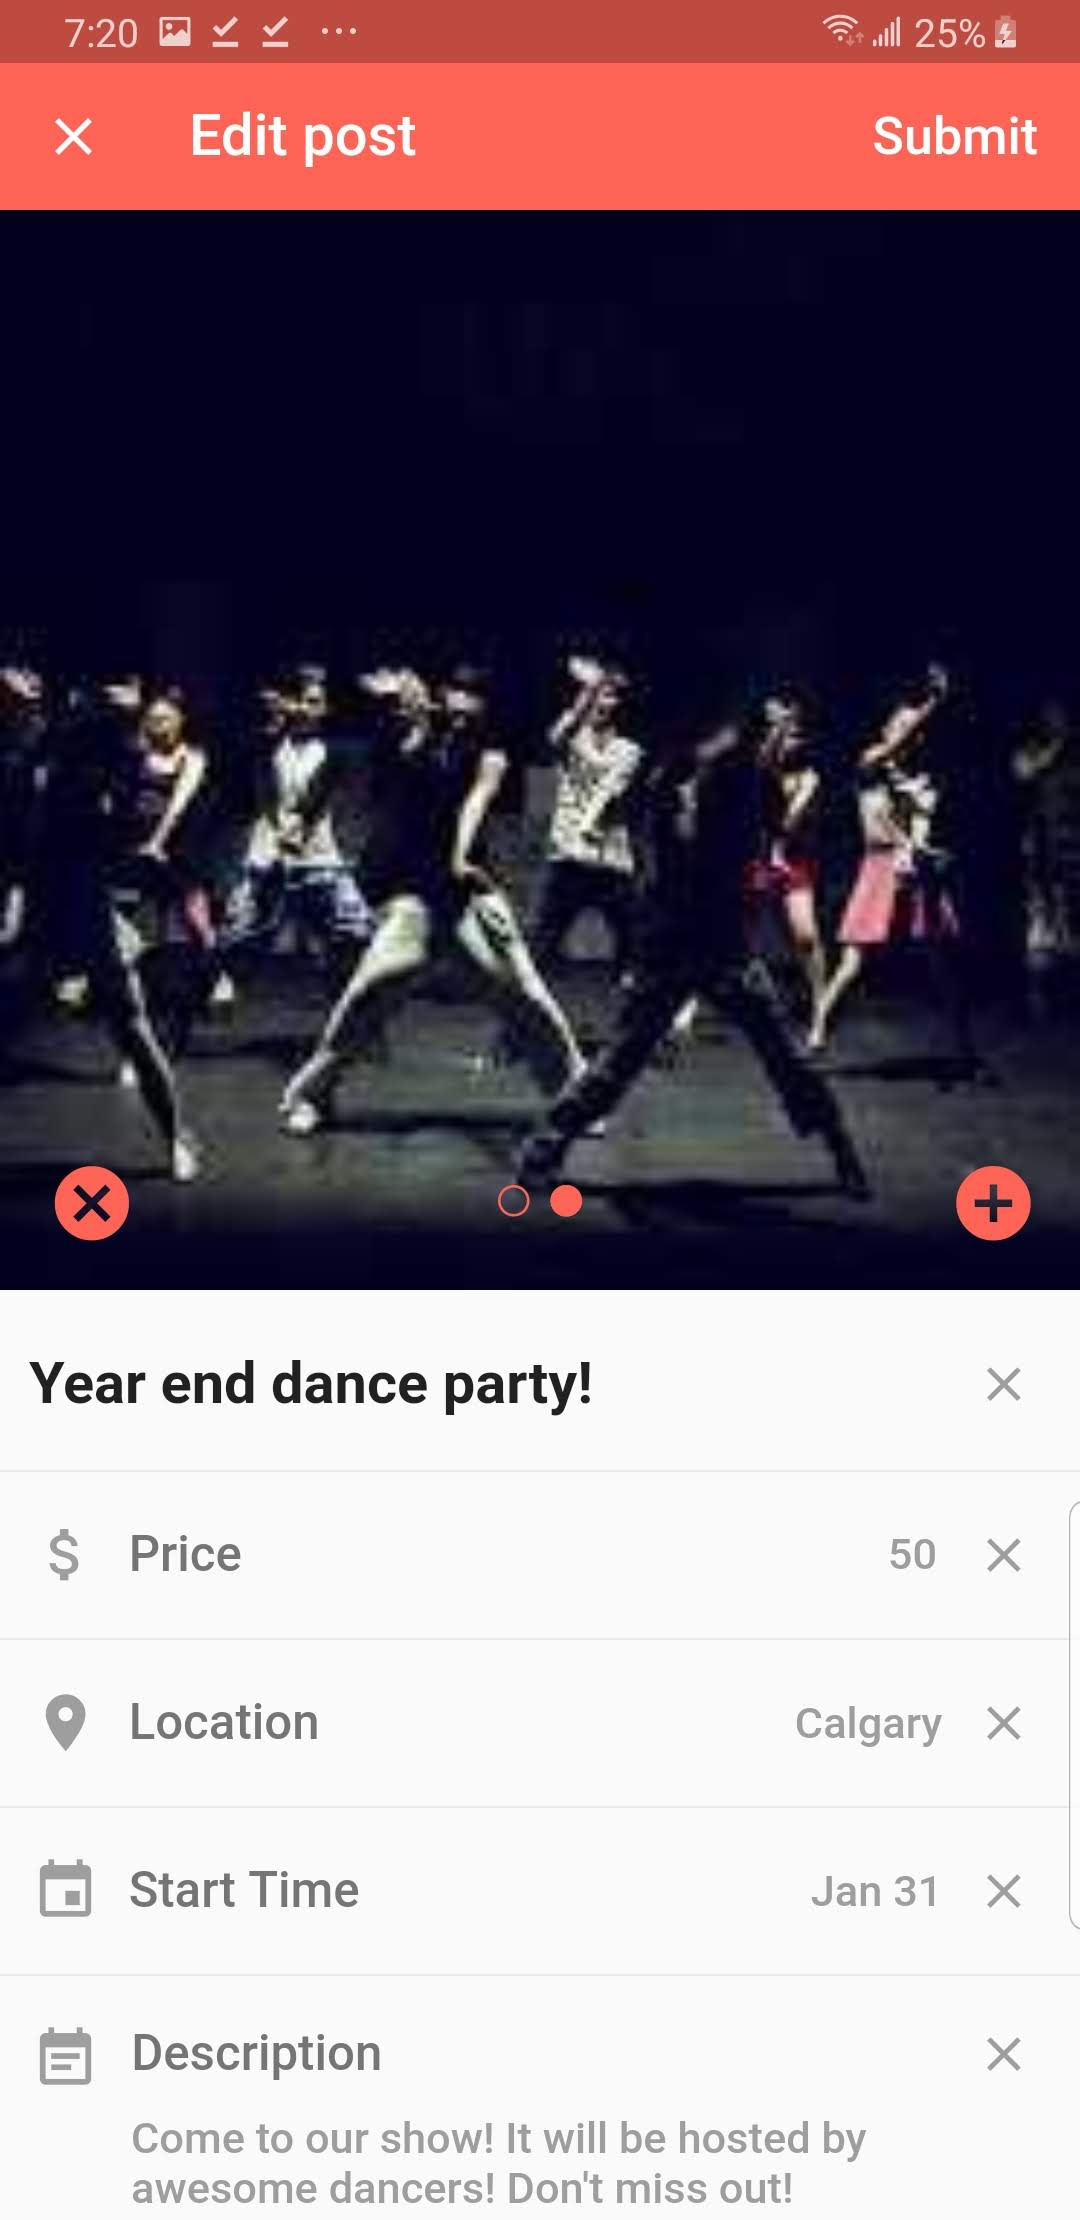 7:20 25%
Edit post Submit
Year end dance party!
Price 50
Location Calgary
Start Time Jan 31
Description
Come to our show! It will be hosted by
awesome dancers! Don't miss out!